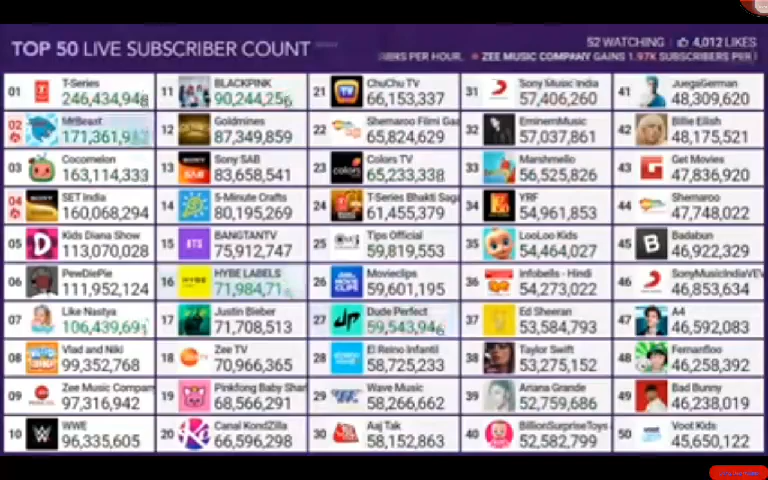 TOP 50 LIVE SUBSCRIBER COUNT
52 WATCHING 4,012 LIKES
PER HOUR. ZEE MUSIC COMPANY GAINS 1.97K SUBSCRIBERS PER
01 T-Series
246,434,948
02 MrBeast
03 Cocomelon
163,114,333
04 SET India
160,068,294
05 Kids Diana Show
113,070,028
06 PewDiePie
111,952,124
07 Like Nastya
106,439,691
08 Vlad and Niki
99,352,768
09 Zee Music Compan
97,316,942
10 WWE
96,335,605
11 BLACKPINK
90,244,256
12 Goldmines
87,349,859
13 Sony SAB
83,658,541
14 5-Minute Crafts
80,195,269
15 BANGTANTV
75,912,747
16 HYBE LABELS
17 Justin Bieber
71,708,513
18 Zee TV
70,966,365
19 Pinkfong Baby Shar
68,566,291
20 Canal KondZilla
66,596,298
21 ChuChu TV
66,153,337
22 Shemaroo Filmi Gaa
65,824,629
23 Colors TV
65,233,338
24 T-Series Bhakti Saga
61,455,379
25 Tips Official
59,819,553
26 Movieclips
59,601,195
27 Dude Perfect
59,543,946
28 El Reino Infantil
58,725,233
29 Wave Music
58,266,662
30 Aaj Tak
58,152,863
31 Sony Music India
57,406,260
32 EminemMusic
57,037,861
33 Marshmello
56,525,826
34 YRF
54,961,853
35 LooLoo Kids
54,464,027
36 Infobells - Hindi
54,273,022
37 Ed Sheeran
53,584,793
38 Taylor Swift
53,275,152
39 Ariana Grande
52,759,686
40 BillionSurpriseToys
52,582,799
41 JuegaGerman
48,309,620
42 Billie Eilish
48,175,521
43 Get Movies
47,836,920
44 Shemaroo
47,748,022
45 Badabun
46,922,329
46 SonyMusicIndiaVEV
46,853,634
47 A4
46,592,083
48 Fernanfloo
46,258,392
49 Bad Bunny
46,238,019
50 Voot Kids
45,650,122